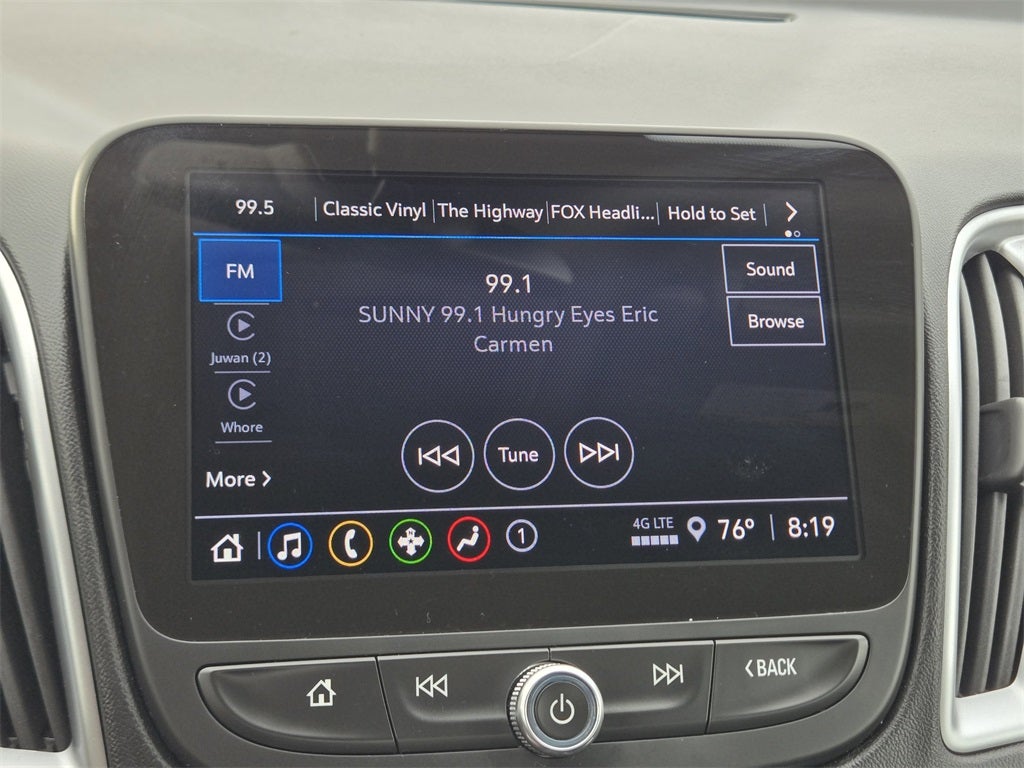 99.5
Classic Vinyl
The Highway
FOX Headli...
Hold to Set
FM
99.1
SUNNY 99.1 Hungry Eyes Eric
Carmen
Sound
Browse
Juwan (2)
Whore
More
Tune
1
4G LTE
76°
8:19
BACK